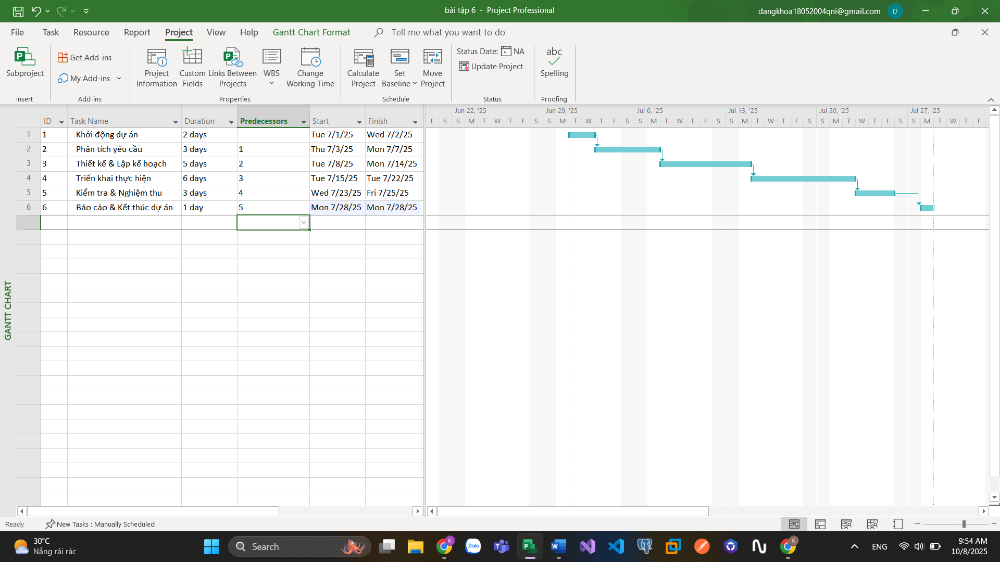 bài tập 6 - Project Professional
dangkhoa18052004qni@gmail.com
D
File Task Resource Report Project View Help Gantt Chart Format Tell me what you want to do
Subproject
Get Add-ins
My Add-ins
Project Information
Custom Fields
Links Between Projects
WBS
Change Working Time
Calculate Project
Set Baseline
Move Project
Status Date: NA
Update Project
abc
Spelling
Insert Add-ins Properties Schedule Status Proofing
ID Task Name Duration Predecessors Start Finish
1 1 Khởi động dự án 2 days Tue 7/1/25 Wed 7/2/25
2 2 Phân tích yêu cầu 3 days 1 Thu 7/3/25 Mon 7/7/25
3 3 Thiết kế & Lập kế hoạch 5 days 2 Tue 7/8/25 Mon 7/14/25
4 4 Triển khai thực hiện 6 days 3 Tue 7/15/25 Tue 7/22/25
5 5 Kiểm tra & Nghiệm thu 3 days 4 Wed 7/23/25 Fri 7/25/25
6 6 Báo cáo & Kết thúc dự án 1 day 5 Mon 7/28/25 Mon 7/28/25
Jun 22, '25 Jun 29, '25 Jul 6, '25 Jul 13, '25 Jul 20, '25 Jul 27, '25
F S S M T W T F S S M T W T F S S M T W T F S S M T W T F S S M T W T F S S M T W T F
GANTT CHART
Ready New Tasks : Manually Scheduled
30°C
Nắng rải rác
Search
K
Zalo
K
ENG
9:54 AM
10/8/2025